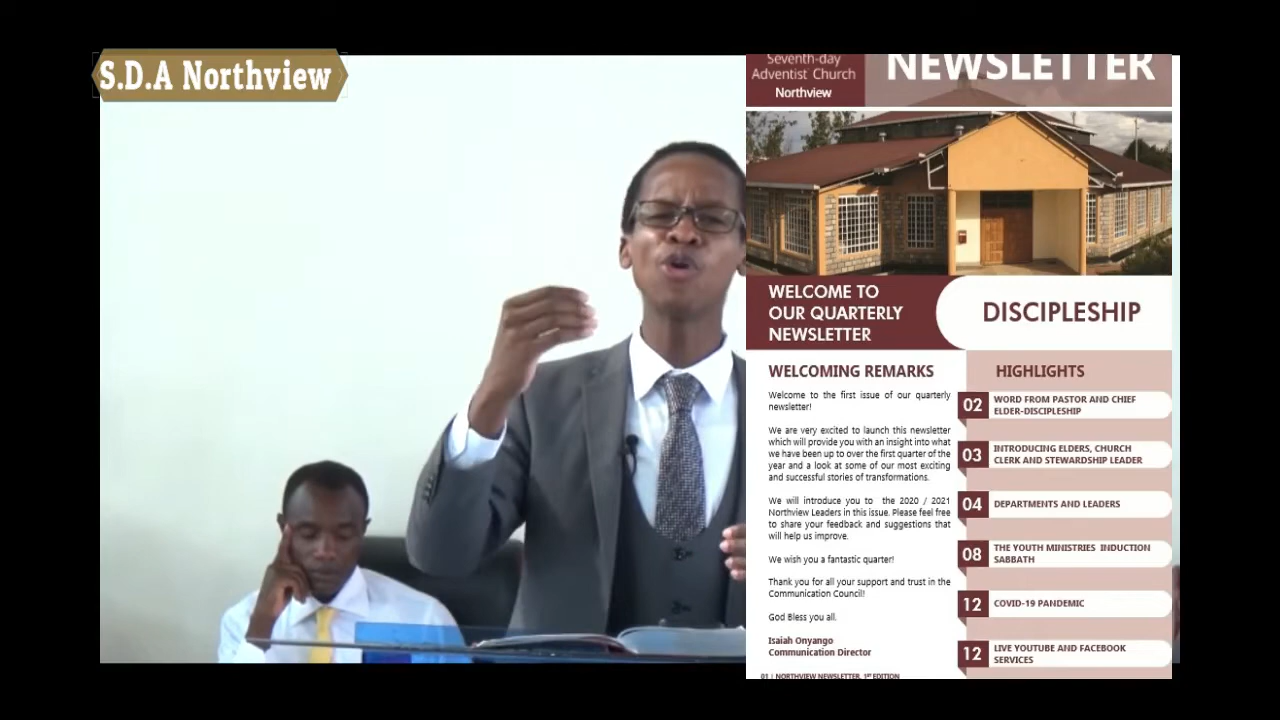 S.D.A Northview
Seventh-day
Adventist Church
Northview
NEWSLETTER
WELCOME TO
OUR QUARTERLY
NEWSLETTER
DISCIPLESHIP
WELCOMING REMARKS
Welcome to the first issue of our quarterly
newsletter!
We are very excited to launch this newsletter
which will provide you with an insight into what
we have been up to over the first quarter of the
year and a look at some of our most exciting
and successful stories of transformations.
We will introduce you to the 2020 / 2021
Northview Leaders in this issue. Please feel free
to share your feedback and suggestions that
will help us improve.
We wish you a fantastic quarter!
Thank you for all your support and trust in the
Communication Council!
God Bless you all.
Isaiah Onyango
Communication Director
01 | NORTHVIEW NEWSLETTER, 1ST EDITION
HIGHLIGHTS
02 WORD FROM PASTOR AND CHIEF
ELDER-DISCIPLESHIP
03 INTRODUCING ELDERS, CHURCH
CLERK AND STEWARDSHIP LEADER
04 DEPARTMENTS AND LEADERS
08 THE YOUTH MINISTRIES INDUCTION
SABBATH
12 COVID-19 PANDEMIC
12 LIVE YOUTUBE AND FACEBOOK
SERVICES